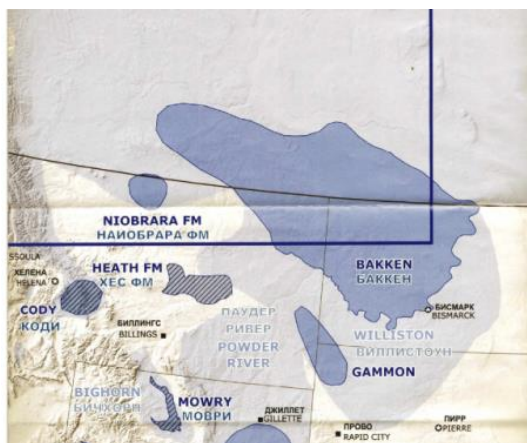 NIOBRARA FM
НАИОБРАРА ФМ
SSOULA
ХЕЛЕНА
HELENA
HEATH FM
ХЕС ФМ
BAKKEN
БАККЕН
CODY
КОДИ
БИЛЛИНГС
BILLINGS
ПАУДЕР
РИВЕР
POWDER
RIVER
БИСМАРК
BISMARCK
WILLISTON
ВИЛЛИСТОУН
GAMMON
BIGHORN
БИЧХОРН
MOWRY
МОВРИ
ДЖИЛЛЕТ
GILLETTE
ПРОВО
RAPID CITY
ПИРР
PIERRE